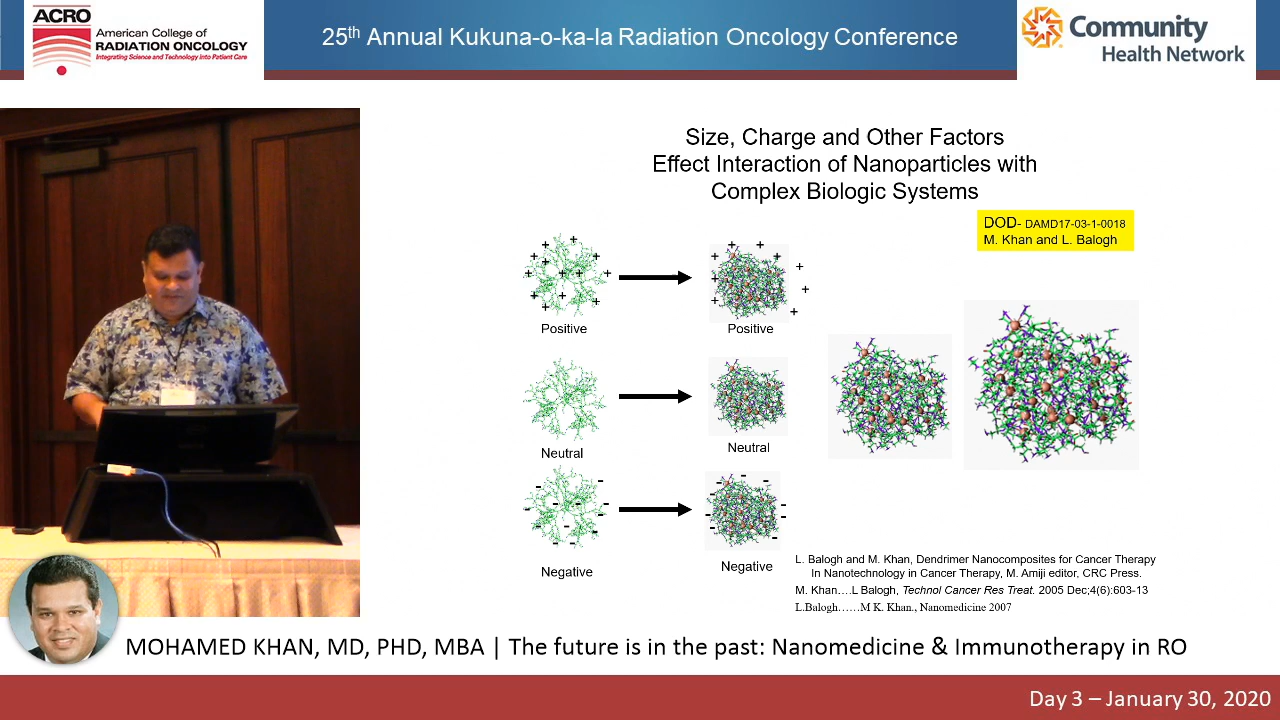 ACRO
American College of
RADIATION ONCOLOGY
Integrating Science and Technology into Patient Care
25th Annual Kukuna-o-ka-la Radiation Oncology Conference
Community
Health Network
Size, Charge and Other Factors
Effect Interaction of Nanoparticles with
Complex Biologic Systems
DOD- DAMD17-03-1-0018
M. Khan and L. Balogh
Positive
Positive
Neutral
Neutral
Negative
Negative
L. Balogh and M. Khan, Dendrimer Nanocomposites for Cancer Therapy
In Nanotechnology in Cancer Therapy, M. Amiji editor, CRC Press.
M. Khan….L Balogh, Technol Cancer Res Treat. 2005 Dec;4(6):603-13
L.Balogh……M K. Khan., Nanomedicine 2007
MOHAMED KHAN, MD, PHD, MBA | The future is in the past: Nanomedicine & Immunotherapy in RO
Day 3 – January 30, 2020